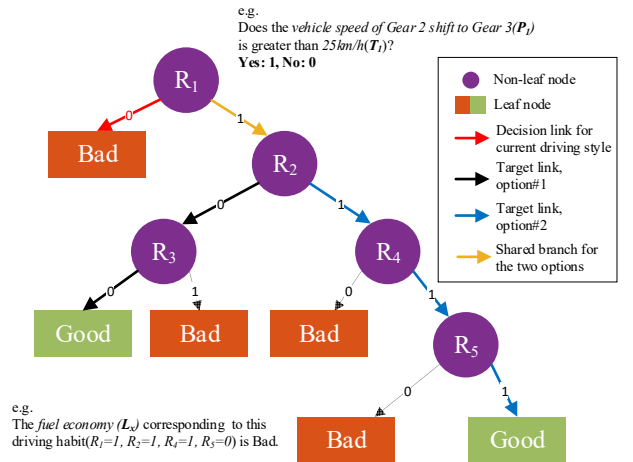 e.g.
Does the vehicle speed of Gear 2 shift to Gear 3(P1)
is greater than 25km/h(T1)?
Yes: 1, No: 0
R1
0
1
Bad
R2
0
1
R3
R4
0
1
0
1
Good
Bad
Bad
R5
0
1
Bad
Good
Non-leaf node
Leaf node
Decision link for
current driving style
Target link,
option#1
Target link,
option#2
Shared branch for
the two options
e.g.
The fuel economy (Lx) corresponding to this
driving habit(R1=1, R2=1, R4=1, R5=0) is Bad.